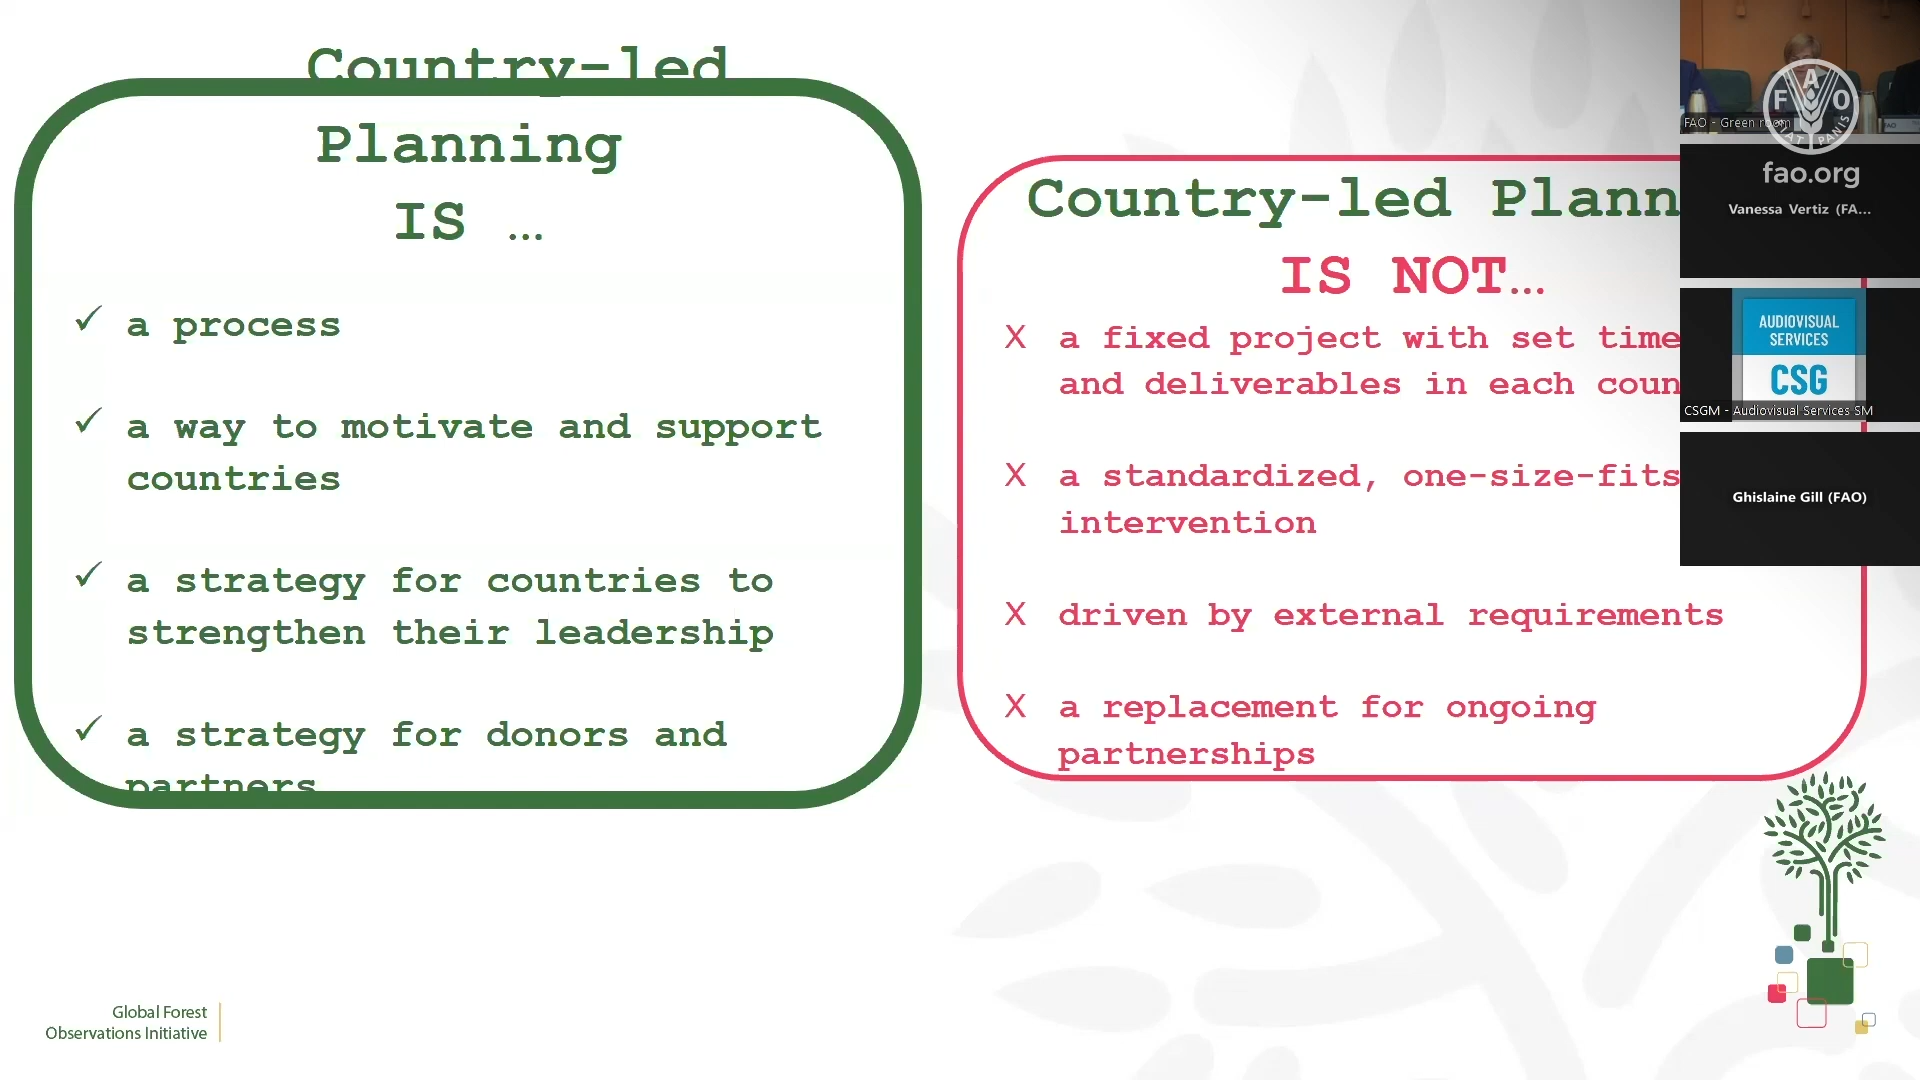 Country-led
Planning
IS …
✓ a process
✓ a way to motivate and support
countries
✓ a strategy for countries to
strengthen their leadership
✓ a strategy for donors and
partners
Country-led Plann
IS NOT…
X a fixed project with set time
and deliverables in each coun
X a standardized, one-size-fits
intervention
X driven by external requirements
X a replacement for ongoing
partnerships
Global Forest
Observations Initiative
FAO - Green room
F A O
FIAT PANIS
fao.org
Vanessa Vertiz (FA...
AUDIOVISUAL
SERVICES
CSG
CSGM - Audiovisual Services SM
Ghislaine Gill (FAO)